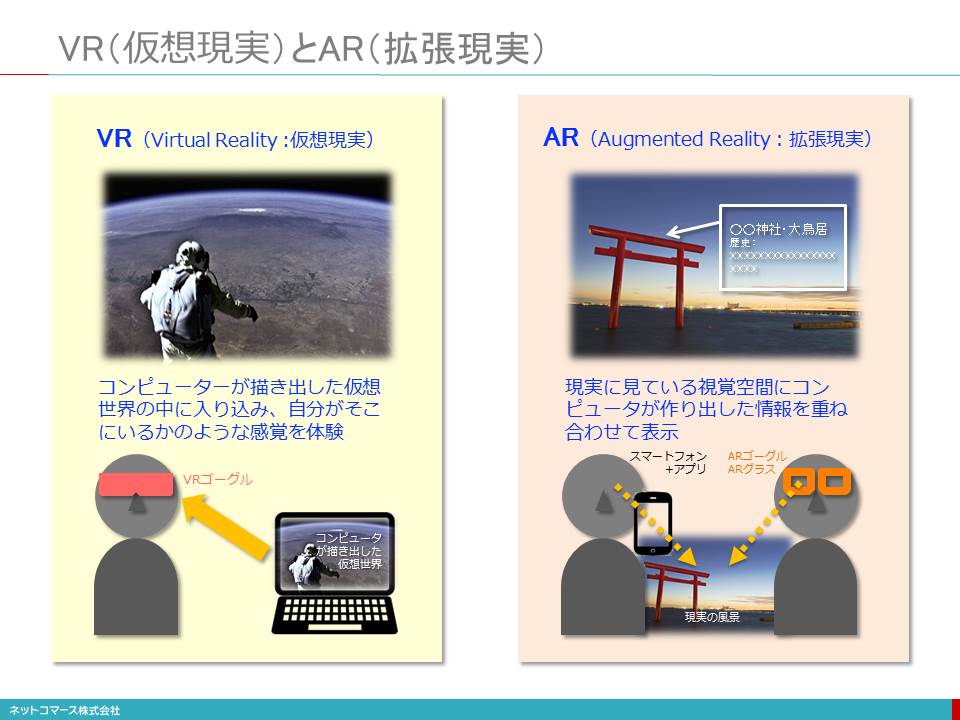 VR（仮想現実）とAR（拡張現実）
VR（Virtual Reality :仮想現実）
コンピューターが描き出した仮想
世界の中に入り込み、自分がそこ
にいるかのような感覚を体験
VRゴーグル
コンピュータ
が描き出した
仮想世界
AR（Augmented Reality : 拡張現実）
〇〇神社・大鳥居
歴史：
xxxxxxxxxxxxxxxx
xxxx
現実に見ている視覚空間にコン
ピュータが作り出した情報を重ね
合わせて表示
スマートフォン
+アプリ
ARゴーグル
ARグラス
現実の風景
ネットコマース株式会社